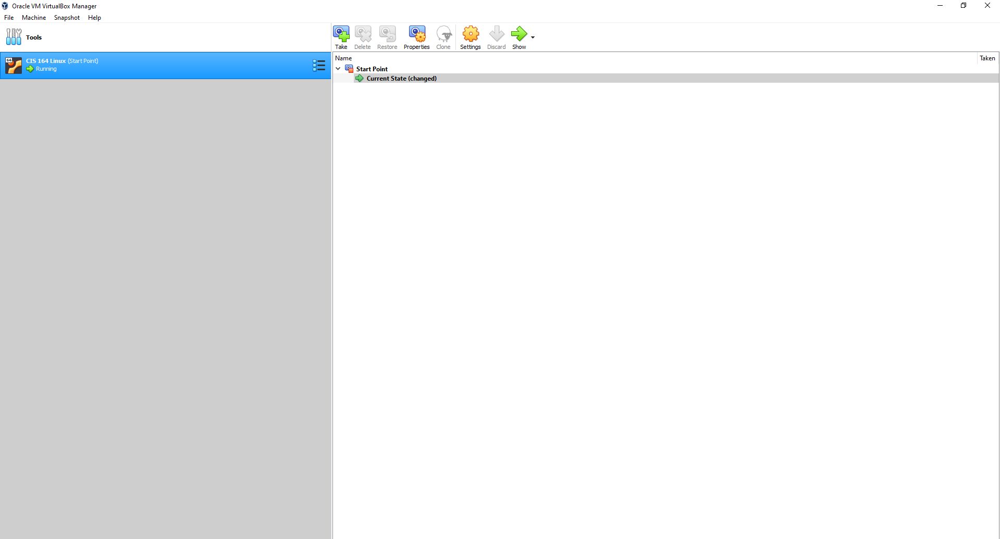 Oracle VM VirtualBox Manager
File Machine Snapshot Help
Tools
Take Delete Restore Properties Clone Settings Discard Show
64
CIS 164 Linux (Start Point)
Running
Name Taken
Start Point
Current State (changed)